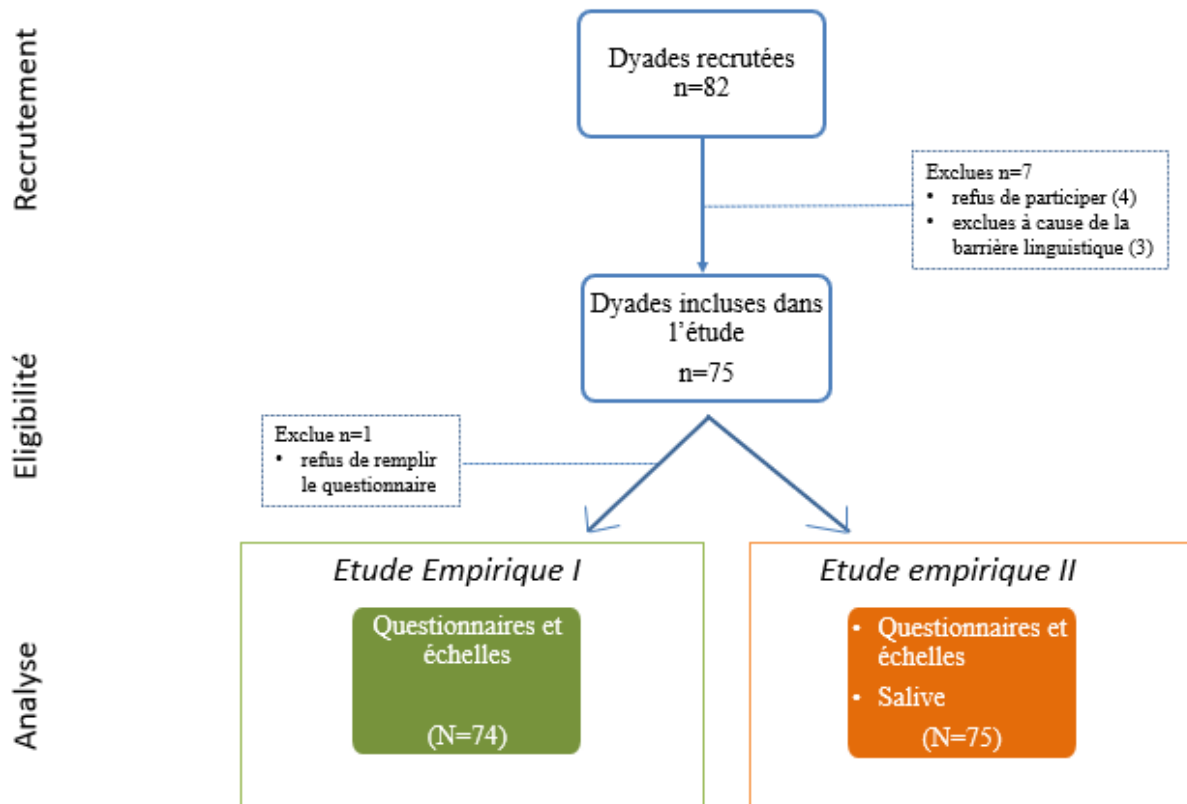 Recrutement
Dyades recrutées
n=82
Exclues n=7
• refus de participer (4)
• exclues à cause de la
barrière linguistique (3)
Eligibilité
Dyades incluses dans
l'étude
n=75
Exclue n=1
• refus de remplir
le questionnaire
Analyse
Etude Empirique I
Questionnaires et
échelles
(N=74)
Etude empirique II
• Questionnaires et
échelles
• Salive
(N=75)